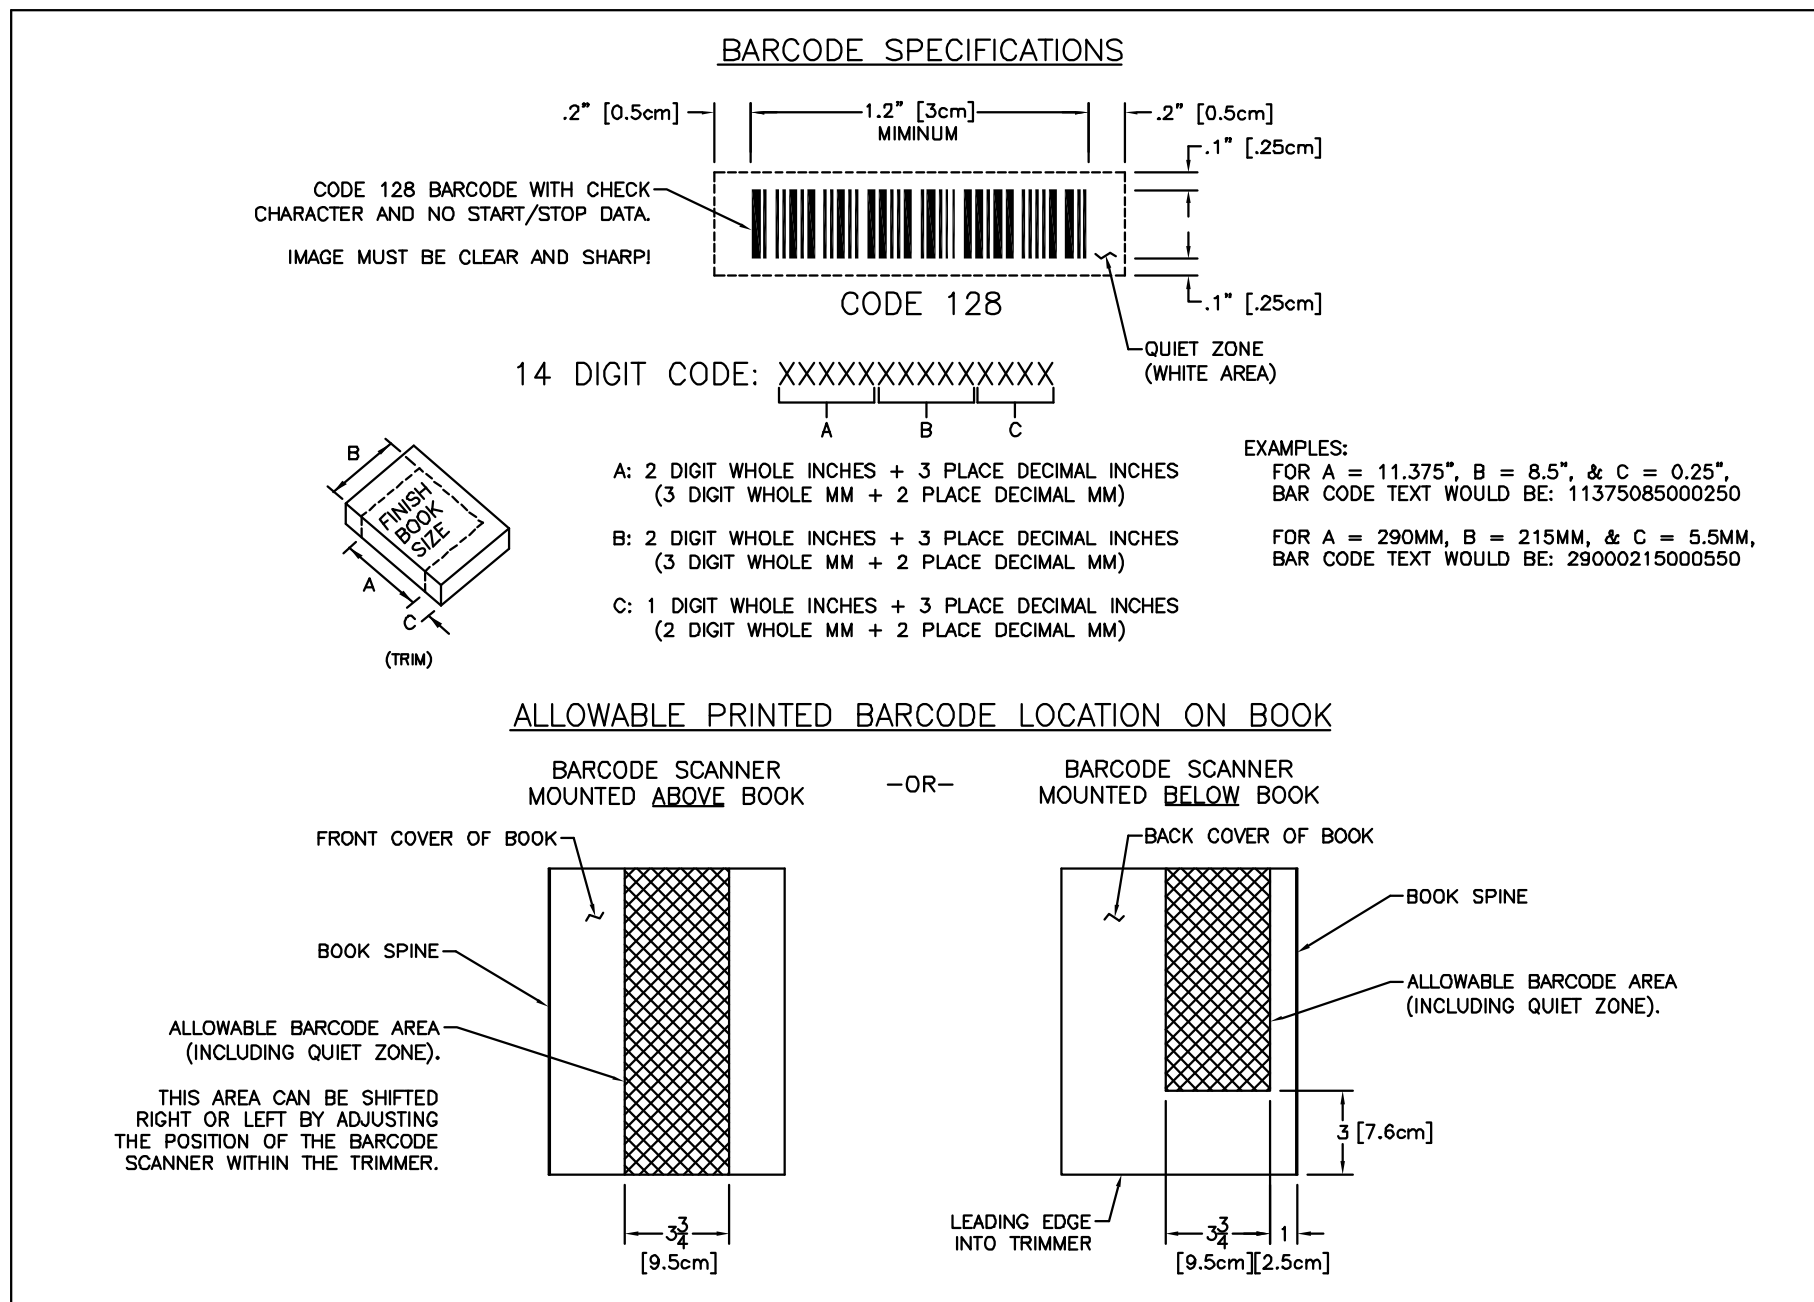 BARCODE SPECIFICATIONS
.2" [0.5cm]
1.2" [3cm]
MIMINUM
.2" [0.5cm]
.1" [.25cm]
CODE 128 BARCODE WITH CHECK
CHARACTER AND NO START/STOP DATA.
IMAGE MUST BE CLEAR AND SHARP!
.1" [.25cm]
CODE 128
QUIET ZONE
(WHITE AREA)
14 DIGIT CODE: XXXXXXXXXXXXXX
A B C
B
FINISH
BOOK
SIZE
A
C
(TRIM)
A: 2 DIGIT WHOLE INCHES + 3 PLACE DECIMAL INCHES
(3 DIGIT WHOLE MM + 2 PLACE DECIMAL MM)
B: 2 DIGIT WHOLE INCHES + 3 PLACE DECIMAL INCHES
(3 DIGIT WHOLE MM + 2 PLACE DECIMAL MM)
C: 1 DIGIT WHOLE INCHES + 3 PLACE DECIMAL INCHES
(2 DIGIT WHOLE MM + 2 PLACE DECIMAL MM)
EXAMPLES:
FOR A = 11.375", B = 8.5", & C = 0.25",
BAR CODE TEXT WOULD BE: 11375085000250
FOR A = 290MM, B = 215MM, & C = 5.5MM,
BAR CODE TEXT WOULD BE: 29000215000550
ALLOWABLE PRINTED BARCODE LOCATION ON BOOK
BARCODE SCANNER
MOUNTED ABOVE BOOK
-OR-
BARCODE SCANNER
MOUNTED BELOW BOOK
FRONT COVER OF BOOK
BOOK SPINE
ALLOWABLE BARCODE AREA
(INCLUDING QUIET ZONE).
THIS AREA CAN BE SHIFTED
RIGHT OR LEFT BY ADJUSTING
THE POSITION OF THE BARCODE
SCANNER WITHIN THE TRIMMER.
3 3/4
[9.5cm]
BACK COVER OF BOOK
BOOK SPINE
ALLOWABLE BARCODE AREA
(INCLUDING QUIET ZONE).
3 [7.6cm]
LEADING EDGE
INTO TRIMMER
3 3/4 1
[9.5cm][2.5cm]